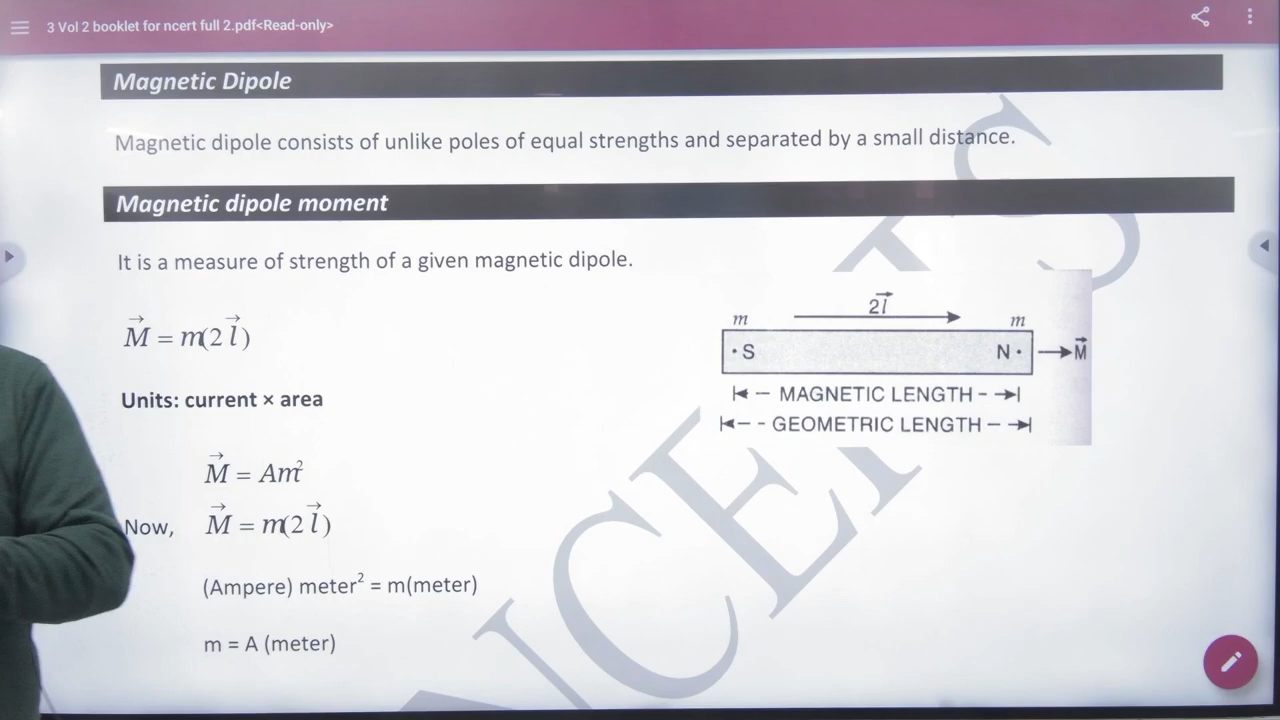 3 Vol 2 booklet for ncert full 2.pdf<Read-only>
Magnetic Dipole
Magnetic dipole consists of unlike poles of equal strengths and separated by a small distance.
Magnetic dipole moment
It is a measure of strength of a given magnetic dipole.
M⃗ = m(2 l⃗)
2l⃗
m m
· S N · M⃗
MAGNETIC LENGTH
GEOMETRIC LENGTH
Units: current × area
M⃗ = Am²
Now, M⃗ = m(2 l⃗)
(Ampere) meter² = m(meter)
m = A (meter)